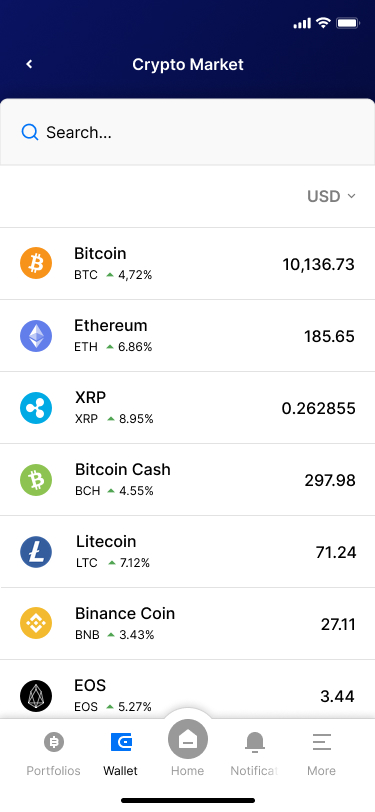 Crypto Market
Search...
USD
Bitcoin
10,136.73
BTC 4,72%
Ethereum
185.65
ETH 6.86%
XRP
0.262855
XRP 8.95%
Bitcoin Cash
297.98
BCH 4.55%
Litecoin
71.24
LTC 7.12%
Binance Coin
27.11
BNB 3.43%
EOS
3.44
EOS 5.27%
Portfolios Wallet Home Notificat More